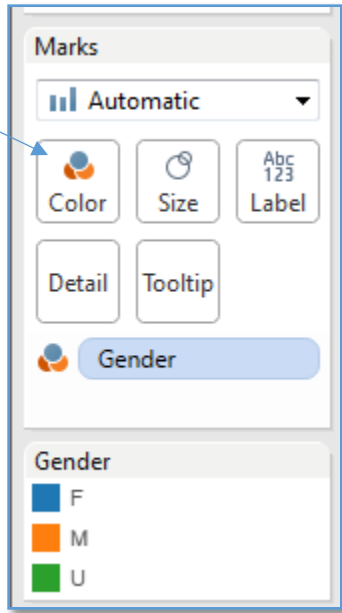 Marks
Automatic
Color Size Abc 123 Label
Detail Tooltip
Gender
Gender
F
M
U